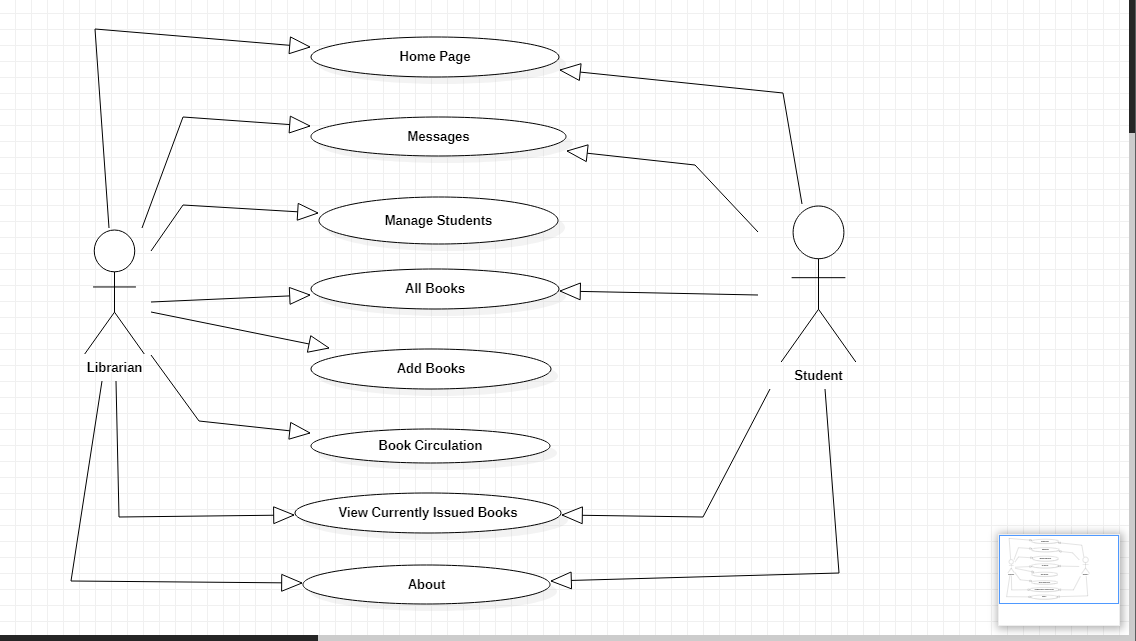 Home Page
Messages
Manage Students
All Books
Add Books
Librarian
Student
Book Circulation
View Currently Issued Books
About